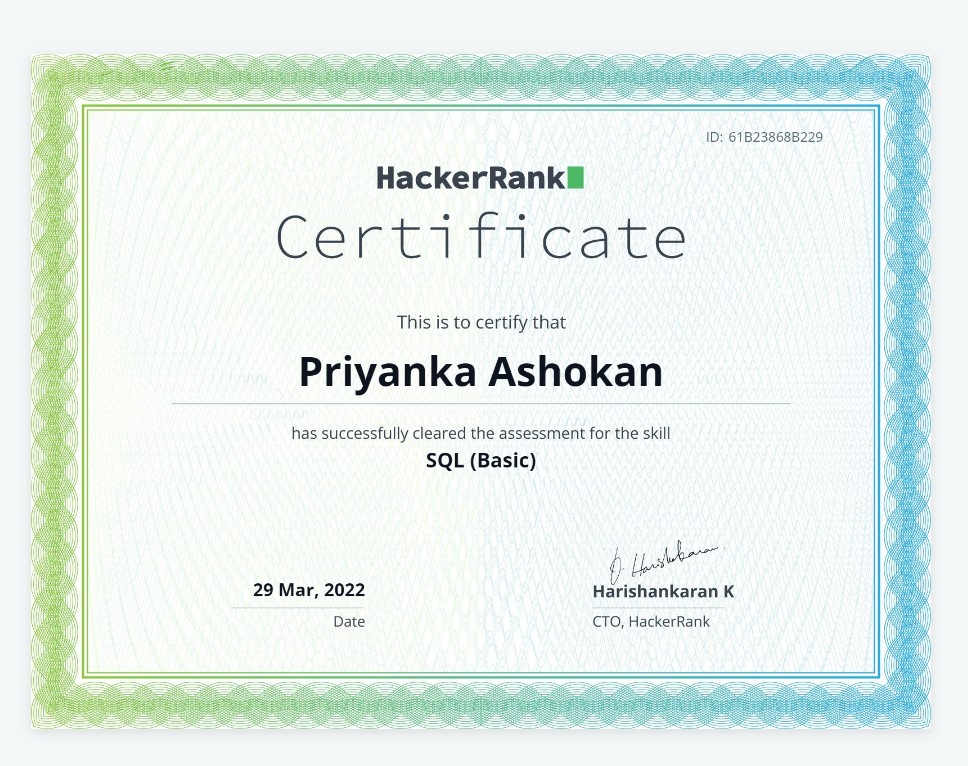 ID: 61B23868B229
HackerRank
Certificate
This is to certify that
Priyanka Ashokan
has successfully cleared the assessment for the skill
SQL (Basic)
29 Mar, 2022
Date
Harishankaran K
CTO, HackerRank